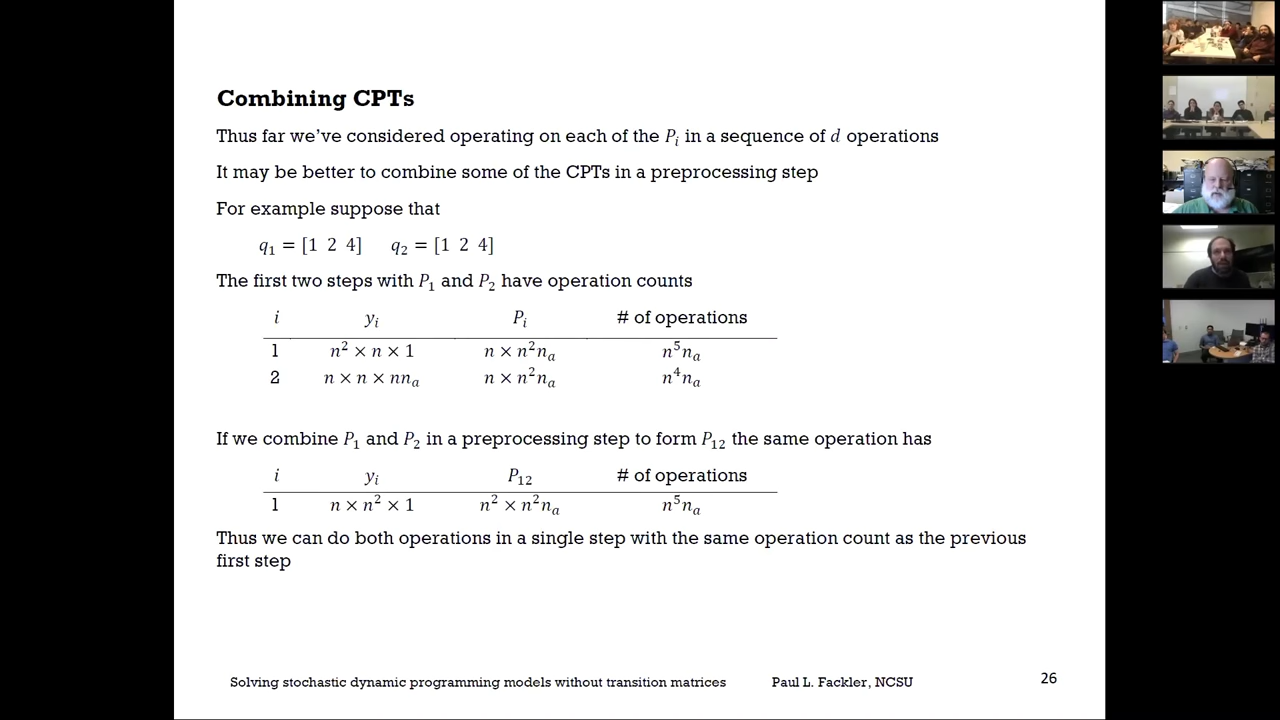 Combining CPTs
Thus far we've considered operating on each of the Pᵢ in a sequence of d operations
It may be better to combine some of the CPTs in a preprocessing step
For example suppose that
q₁ = [1 2 4] q₂ = [1 2 4]
The first two steps with P₁ and P₂ have operation counts
i yᵢ Pᵢ # of operations
1 n² × n × 1 n × n²nₐ n⁵nₐ
2 n × n × nnₐ n × n²nₐ n⁴nₐ
If we combine P₁ and P₂ in a preprocessing step to form P₁₂ the same operation has
i yᵢ P₁₂ # of operations
1 n × n² × 1 n² × n²nₐ n⁵nₐ
Thus we can do both operations in a single step with the same operation count as the previous
first step
Solving stochastic dynamic programming models without transition matrices Paul L. Fackler, NCSU 26